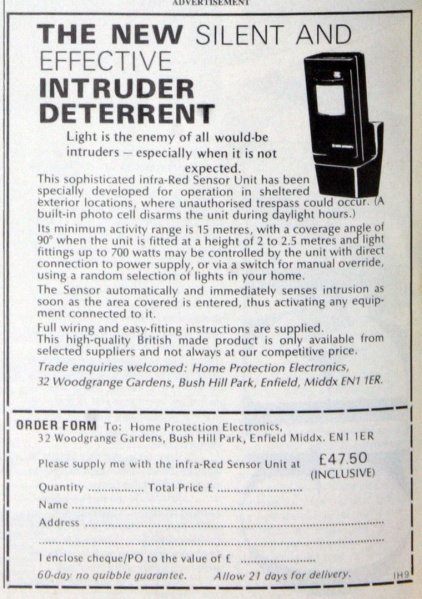 ADVERTISEMENT
THE NEW SILENT AND
EFFECTIVE
INTRUDER
DETERRENT
Light is the enemy of all would-be
intruders — especially when it is not
expected.
This sophisticated infra-Red Sensor Unit has been
specially developed for operation in sheltered
exterior locations, where unauthorised trespass could occur. (A
built-in photo cell disarms the unit during daylight hours.)
Its minimum activity range is 15 metres, with a coverage angle of
90° when the unit is fitted at a height of 2 to 2.5 metres and light
fittings up to 700 watts may be controlled by the unit with direct
connection to power supply, or via a switch for manual override,
using a random selection of lights in your home.
The Sensor automatically and immediately senses intrusion as
soon as the area covered is entered, thus activating any equip-
ment connected to it.
Full wiring and easy-fitting instructions are supplied.
This high-quality British made product is only available from
selected suppliers and not always at our competitive price.
Trade enquiries welcomed: Home Protection Electronics,
32 Woodgrange Gardens, Bush Hill Park, Enfield, Middx EN1 1ER.
ORDER FORM To: Home Protection Electronics,
32 Woodgrange Gardens, Bush Hill Park, Enfield Middx. EN1 1ER
Please supply me with the infra-Red Sensor Unit at £47.50
(INCLUSIVE)
Quantity .............. Total Price £ ......................
Name ............................................................
Address ..........................................................................
......................................................................................
I enclose cheque/PO to the value of £ ..................
60-day no quibble guarantee. Allow 21 days for delivery. IH9